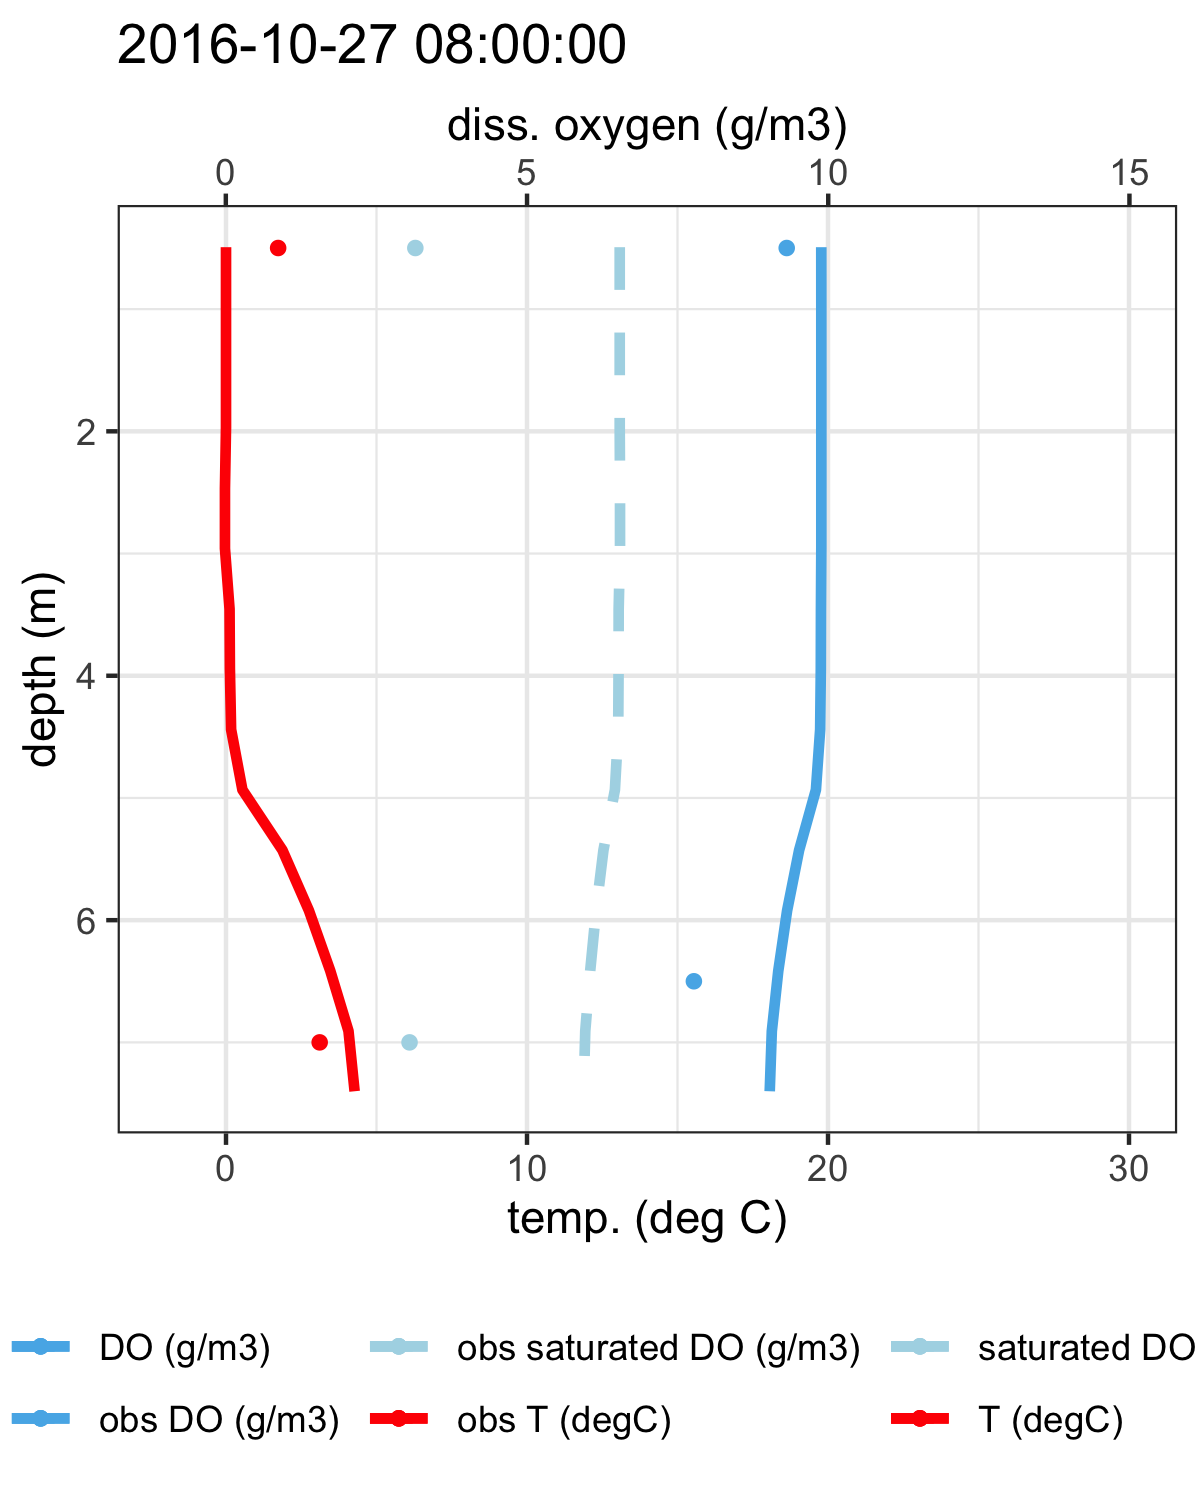 2016-10-27 08:00:00
diss. oxygen (g/m3)
0 5 10 15
2
4
6
depth (m)
0 10 20 30
temp. (deg C)
DO (g/m3) obs saturated DO (g/m3) saturated DO
obs DO (g/m3) obs T (degC) T (degC)